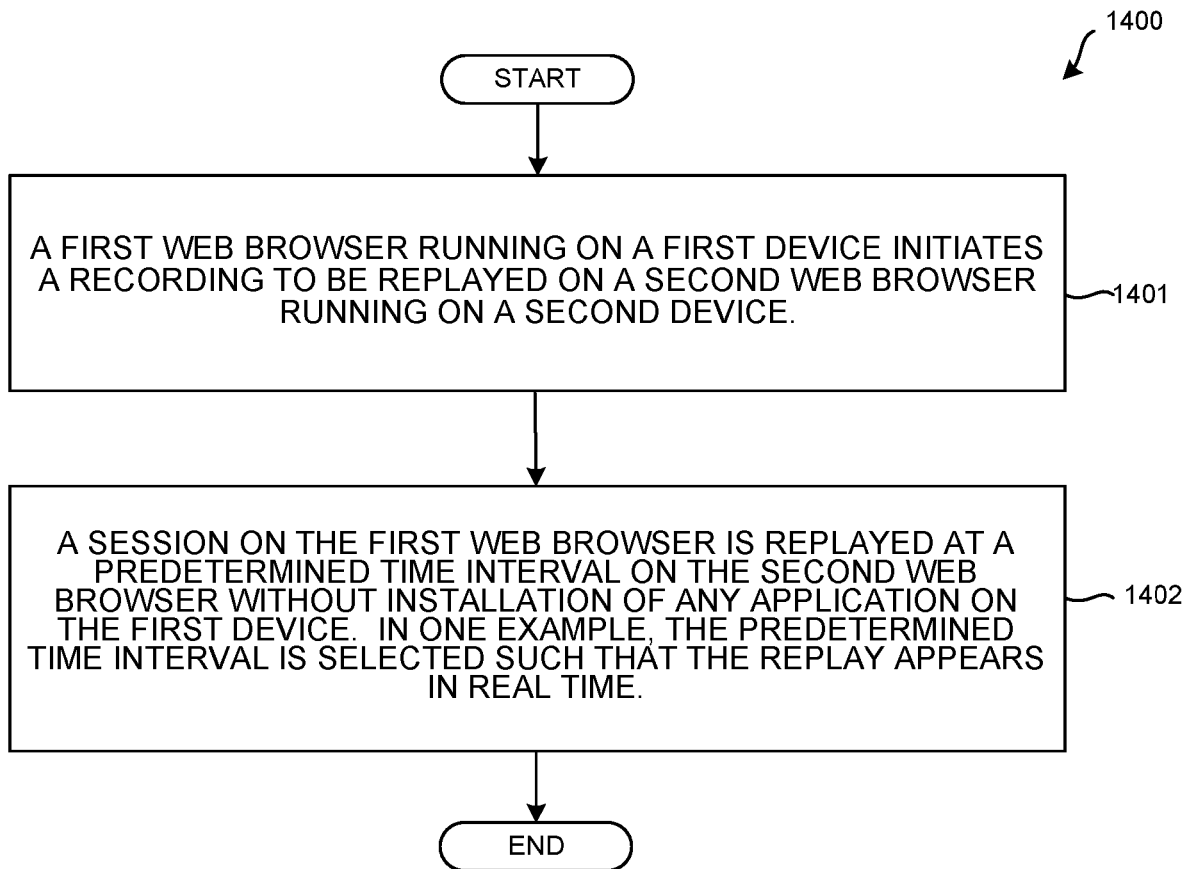 1400
START
A FIRST WEB BROWSER RUNNING ON A FIRST DEVICE INITIATES
A RECORDING TO BE REPLAYED ON A SECOND WEB BROWSER
RUNNING ON A SECOND DEVICE.
1401
A SESSION ON THE FIRST WEB BROWSER IS REPLAYED AT A
PREDETERMINED TIME INTERVAL ON THE SECOND WEB
BROWSER WITHOUT INSTALLATION OF ANY APPLICATION ON
THE FIRST DEVICE.  IN ONE EXAMPLE, THE PREDETERMINED
TIME INTERVAL IS SELECTED SUCH THAT THE REPLAY APPEARS
IN REAL TIME.
1402
END